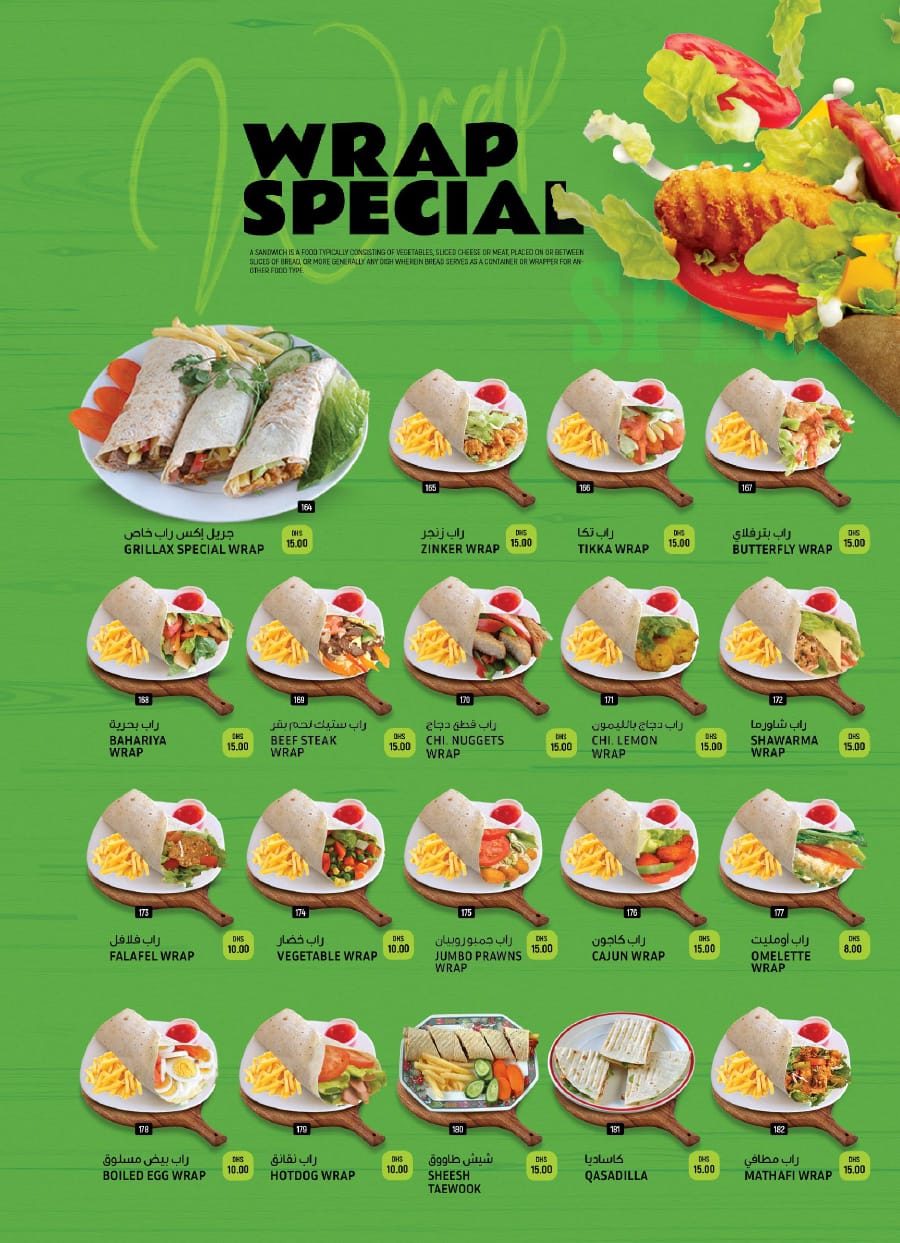 Wrap
WRAP
SPECIAL
A SANDWICH IS A FOOD TYPICALLY CONSISTING OF VEGETABLES, SLICED CHEESE OR MEAT, PLACED ON OR BETWEEN
SLICES OF BREAD, OR MORE GENERALLY ANY DISH WHEREIN BREAD SERVES AS A CONTAINER OR WRAPPER FOR AN-
OTHER FOOD TYPE.
164
جريل إكس راب خاص
GRILLAX SPECIAL WRAP
DHS
15.00
165
راب زنجر
ZINKER WRAP
DHS
15.00
166
راب تكا
TIKKA WRAP
DHS
15.00
167
راب بترفلاي
BUTTERFLY WRAP
DHS
15.00
168
راب بحرية
BAHARIYA
WRAP
DHS
15.00
169
راب ستيك لحم بقر
BEEF STEAK
WRAP
DHS
15.00
170
راب قطع دجاج
CHI. NUGGETS
WRAP
DHS
15.00
171
راب دجاج بالليمون
CHI. LEMON
WRAP
DHS
15.00
172
راب شاورما
SHAWARMA
WRAP
DHS
15.00
173
راب فلافل
FALAFEL WRAP
DHS
10.00
174
راب خضار
VEGETABLE WRAP
DHS
10.00
175
راب جمبو روبيان
JUMBO PRAWNS
WRAP
DHS
15.00
176
راب كاجون
CAJUN WRAP
DHS
15.00
177
راب أومليت
OMELETTE
WRAP
DHS
8.00
178
راب بيض مسلوق
BOILED EGG WRAP
DHS
10.00
179
راب نقانق
HOTDOG WRAP
DHS
10.00
180
شيش طاووق
SHEESH
TAEWOOK
DHS
15.00
181
كاساديا
QASADILLA
DHS
15.00
182
راب مطافي
MATHAFI WRAP
DHS
15.00